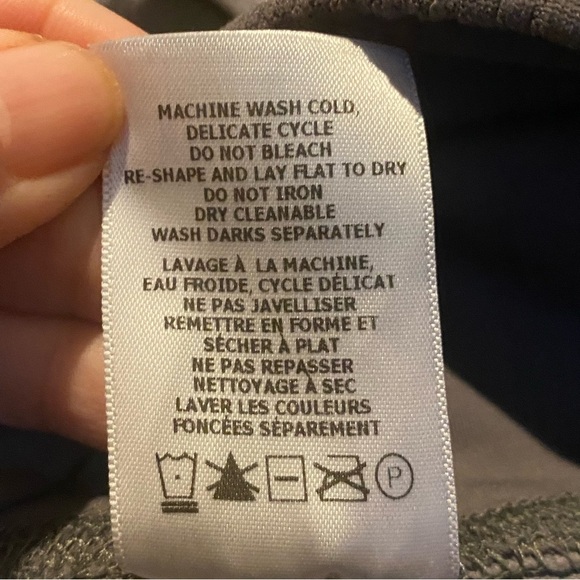 MACHINE WASH COLD,
DELICATE CYCLE
DO NOT BLEACH
RE-SHAPE AND LAY FLAT TO DRY
DO NOT IRON
DRY CLEANABLE
WASH DARKS SEPARATELY
LAVAGE À LA MACHINE,
EAU FROIDE, CYCLE DÉLICAT
NE PAS JAVELLISER
REMETTRE EN FORME ET
SÉCHER À PLAT
NE PAS REPASSER
NETTOYAGE À SEC
LAVER LES COULEURS
FONCÉES SÉPAREMENT
P